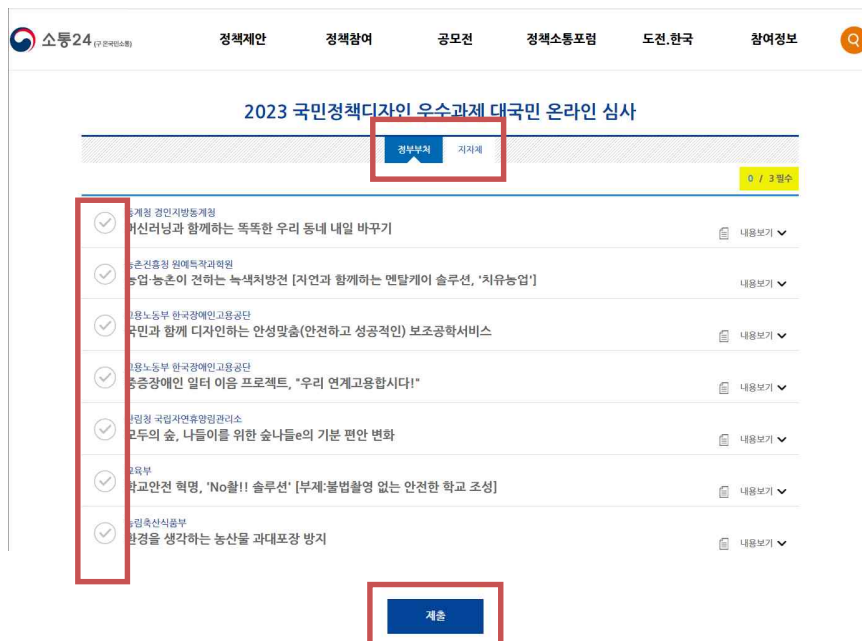 소통24 (구 온국민소통)
정책제안 정책참여 공모전 정책소통포럼 도전.한국 참여정보
2023 국민정책디자인 우수과제 대국민 온라인 심사
정부부처 지자체
0 / 3 필수
통계청 경인지방통계청
머신러닝과 함께하는 똑똑한 우리 동네 내일 바꾸기
내용보기
농촌진흥청 원예특작과학원
농업·농촌이 전하는 녹색처방전 [자연과 함께하는 멘탈케어 솔루션, '치유농업']
내용보기
고용노동부 한국장애인고용공단
국민과 함께 디자인하는 안성맞춤(안전하고 성공적인) 보조공학서비스
내용보기
고용노동부 한국장애인고용공단
중증장애인 일터 이음 프로젝트, "우리 연계고용합시다!"
내용보기
산림청 국립자연휴양림관리소
모두의 숲, 나들이를 위한 숲나들e의 기분 편안 변화
내용보기
교육부
학교안전 혁명, 'No촬!! 솔루션' [부제:불법촬영 없는 안전한 학교 조성]
내용보기
농림축산식품부
환경을 생각하는 농산물 과대포장 방지
내용보기
제출